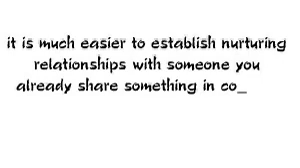 it is much easier to establish nurturing
relationships with someone you
already share something in co_